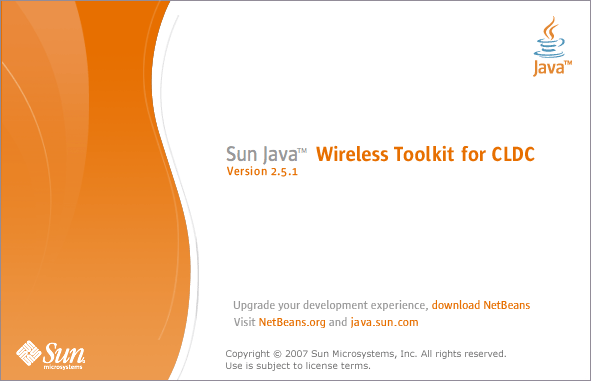 Java™
Sun Java™ Wireless Toolkit for CLDC
Version 2.5.1
Upgrade your development experience, download NetBeans
Visit NetBeans.org and java.sun.com
Sun
microsystems
Copyright © 2007 Sun Microsystems, Inc. All rights reserved.
Use is subject to license terms.